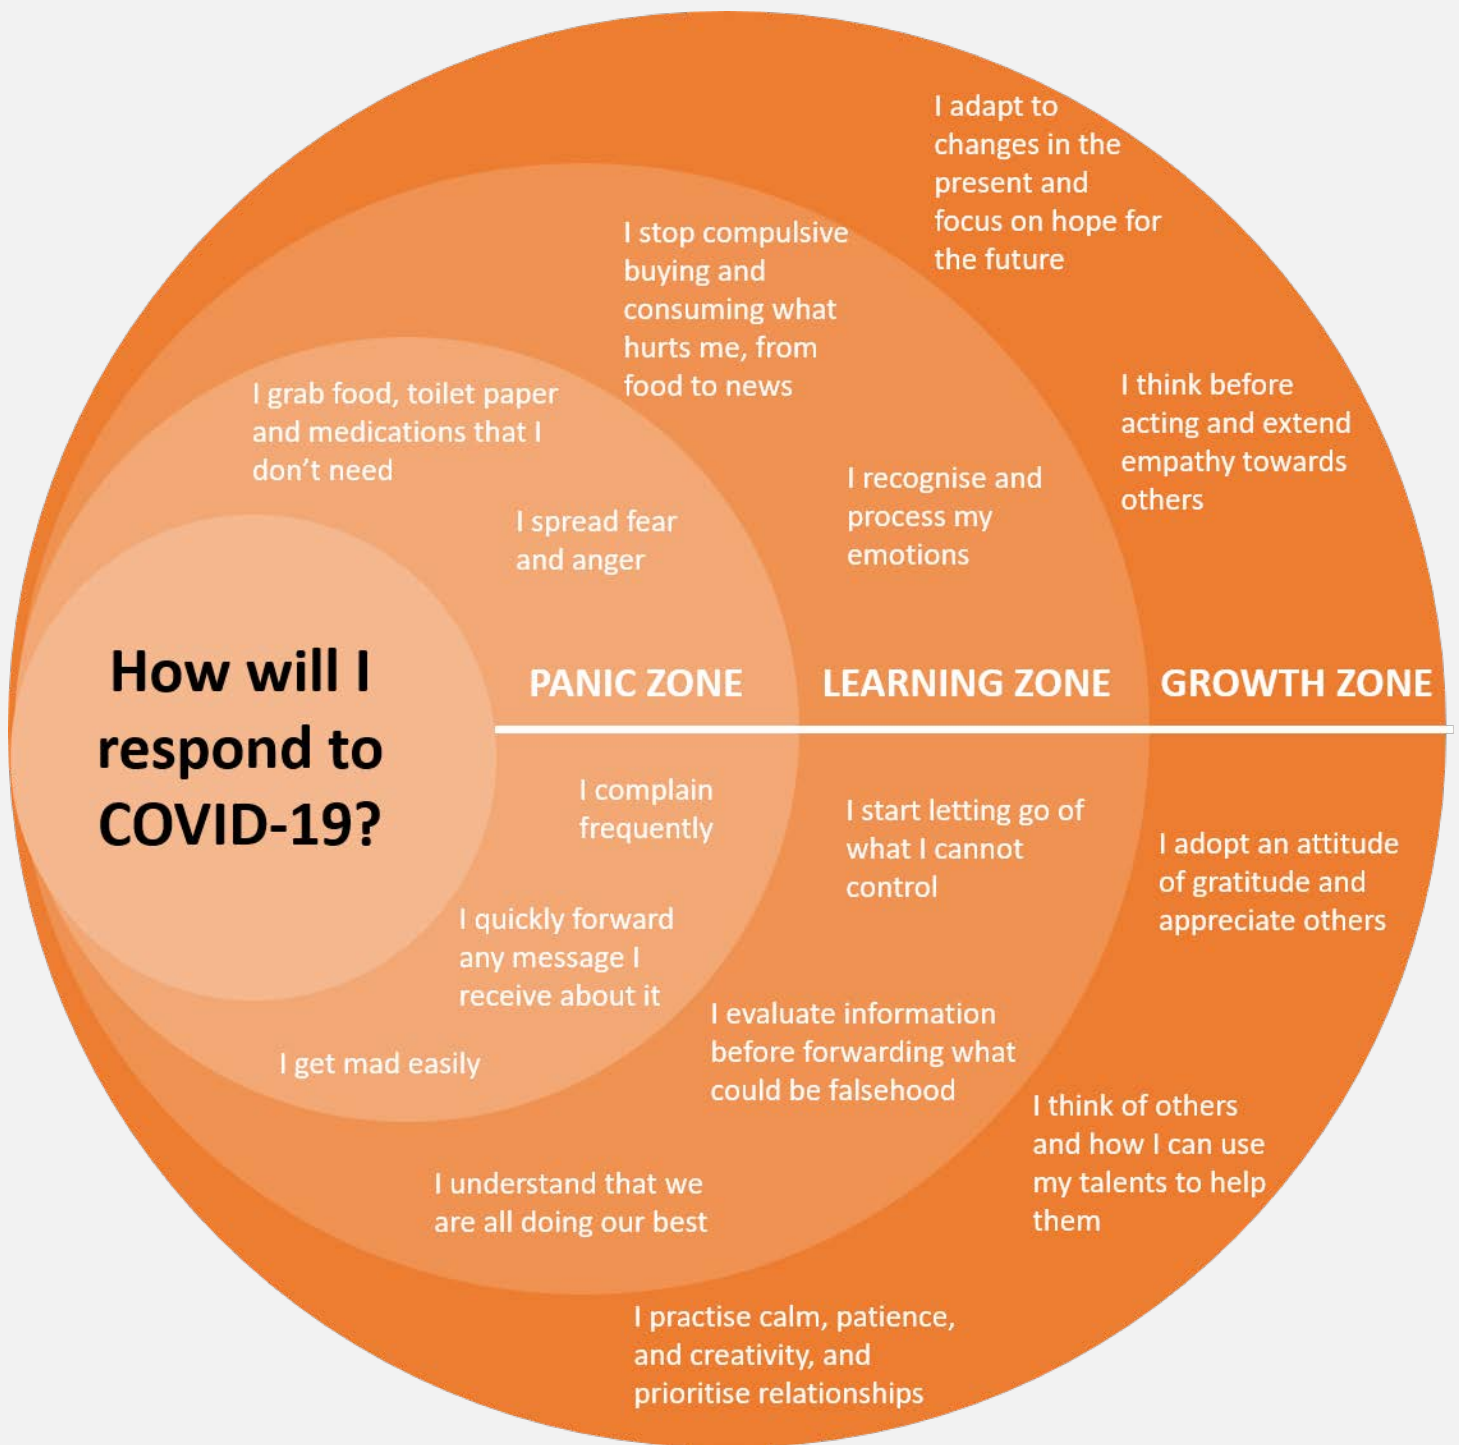 How will I
respond to
COVID-19?
PANIC ZONE
I grab food, toilet paper
and medications that I
don't need
I spread fear
and anger
I complain
frequently
I quickly forward
any message I
receive about it
I get mad easily
LEARNING ZONE
I stop compulsive
buying and
consuming what
hurts me, from
food to news
I recognise and
process my
emotions
I start letting go of
what I cannot
control
I evaluate information
before forwarding what
could be falsehood
I understand that we
are all doing our best
GROWTH ZONE
I adapt to
changes in the
present and
focus on hope for
the future
I think before
acting and extend
empathy towards
others
I adopt an attitude
of gratitude and
appreciate others
I think of others
and how I can use
my talents to help
them
I practise calm, patience,
and creativity, and
prioritise relationships